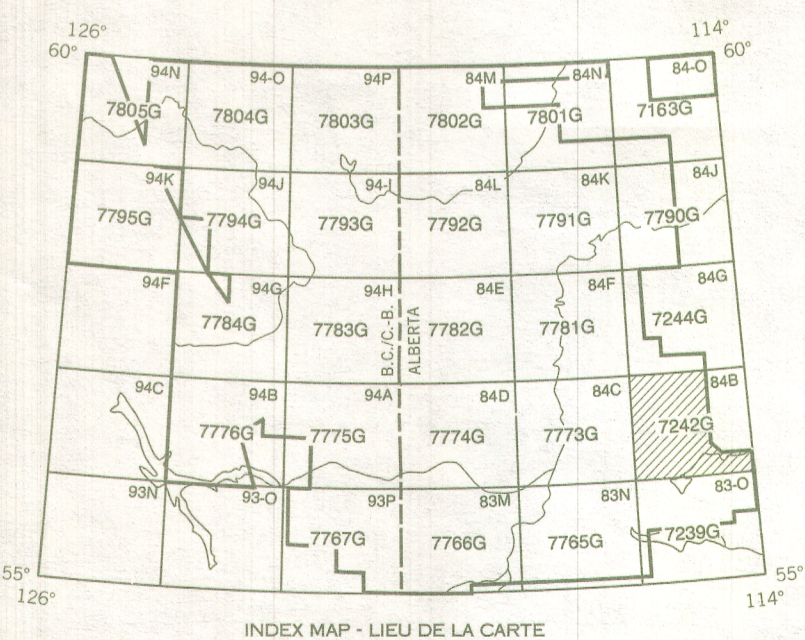 126° 114°
60° 60°
94N 94-O 94P 84M 84N 84-O
7805G 7804G 7803G 7802G 7801G 7163G
94K 94J 94-I 84L 84K 84J
7795G 7794G 7793G 7792G 7791G 7790G
94F 94G 94H 84E 84F 84G
7784G 7783G 7782G 7781G 7244G
B.C./C.-B.
ALBERTA
94C 94B 94A 84D 84C 84B
7776G 7775G 7774G 7773G 7242G
93N 93-O 93P 83M 83N 83-O
7767G 7766G 7765G 7239G
55° 55°
126° 114°
INDEX MAP - LIEU DE LA CARTE